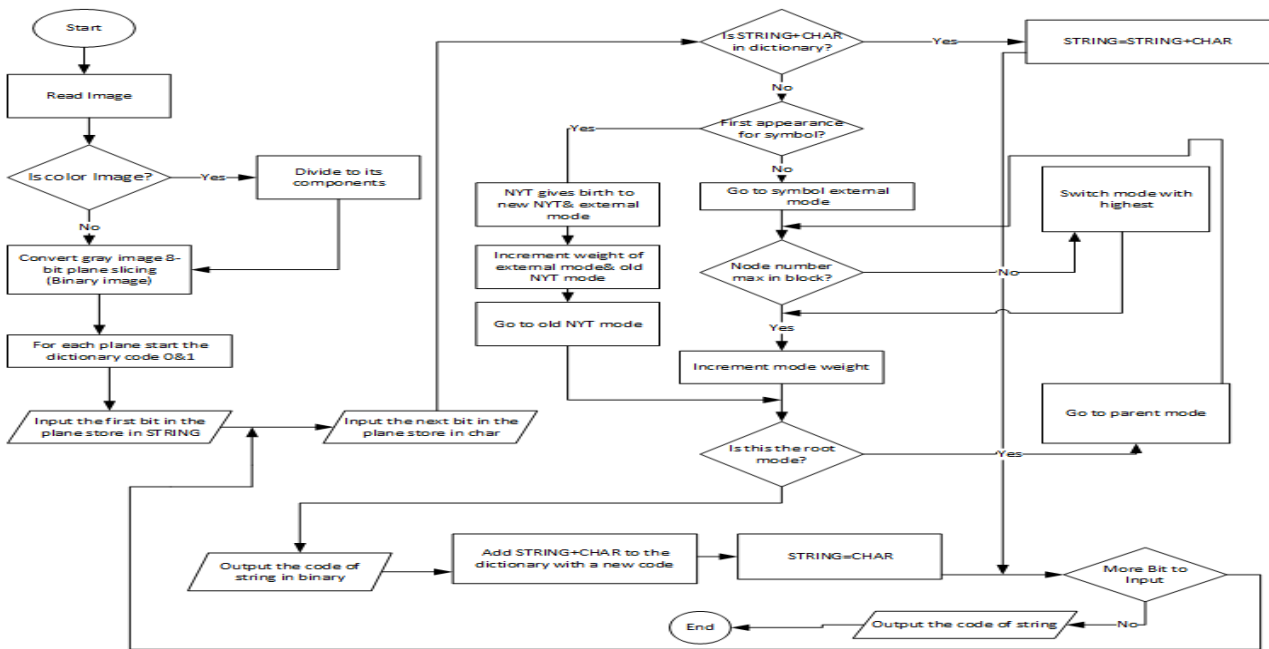 Start
Read Image
Is color Image?
Yes
Divide to its
components
No
Convert gray image 8-
bit plane slicing
(Binary image)
For each plane start the
dictionary code 0&1
Input the first bit in the
plane store in STRING
Input the next bit in the
plane store in char
Is STRING+CHAR
in dictionary?
Yes
STRING=STRING+CHAR
No
First appearance
for symbol?
Yes
No
NYT gives birth to
new NYT& external
mode
Increment weight of
external mode& old
NYT mode
Go to old NYT mode
Go to symbol external
mode
Node number
max in block?
No
Switch mode with
highest
Yes
Increment mode weight
Is this the root
mode?
Yes
Go to parent mode
Output the code of
string in binary
Add STRING+CHAR to the
dictionary with a new code
STRING=CHAR
More Bit to
Input
No
Output the code of string
End